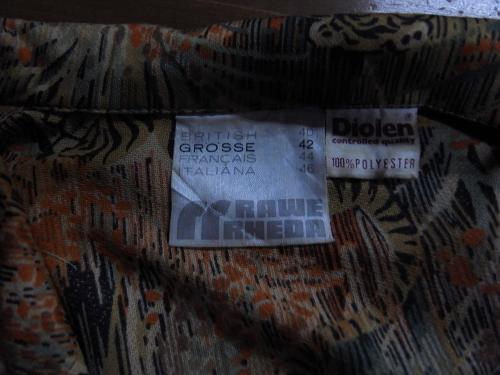 BRITISH 40
GROSSE 42
FRANÇAIS 44
ITALIANA 46
RAWE
RHEDA
Diolen ®
controlled quality
100% POLYESTER